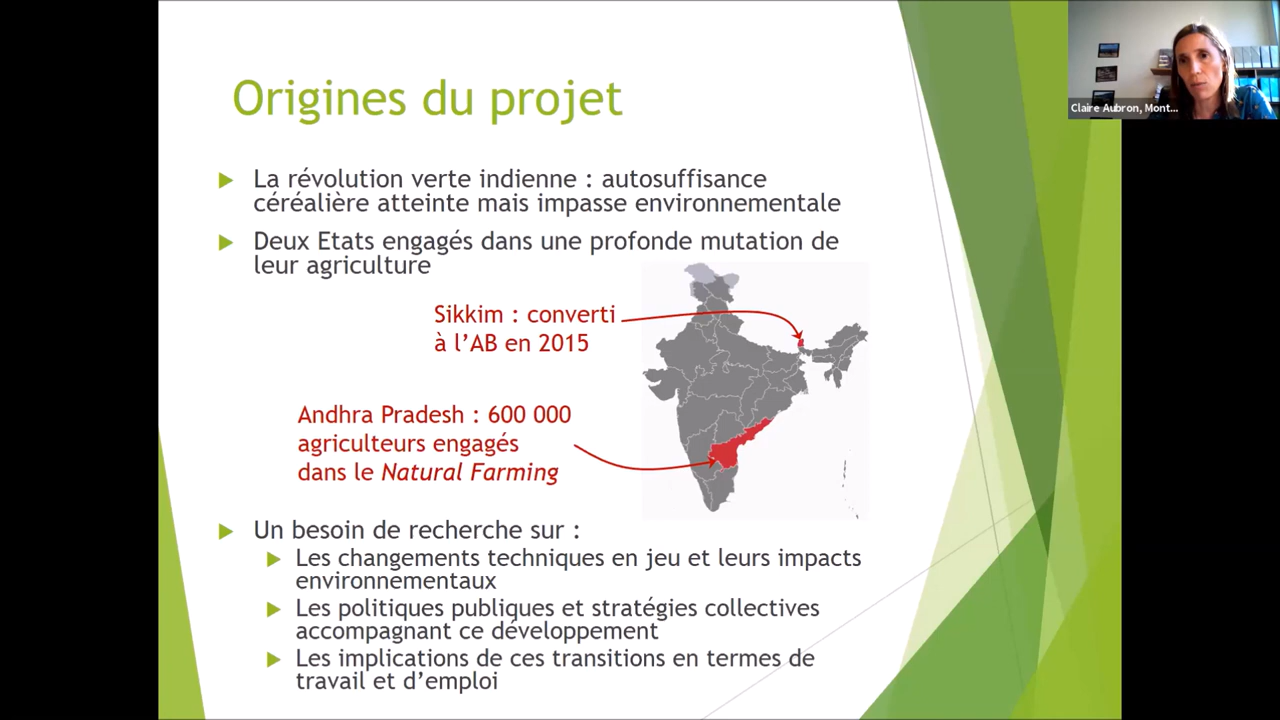 Origines du projet
La révolution verte indienne : autosuffisance
céréalière atteinte mais impasse environnementale
Deux Etats engagés dans une profonde mutation de
leur agriculture
Sikkim : converti
à l'AB en 2015
Andhra Pradesh : 600 000
agriculteurs engagés
dans le Natural Farming
Un besoin de recherche sur :
Les changements techniques en jeu et leurs impacts
environnementaux
Les politiques publiques et stratégies collectives
accompagnant ce développement
Les implications de ces transitions en termes de
travail et d'emploi
Claire Aubron, Mont...